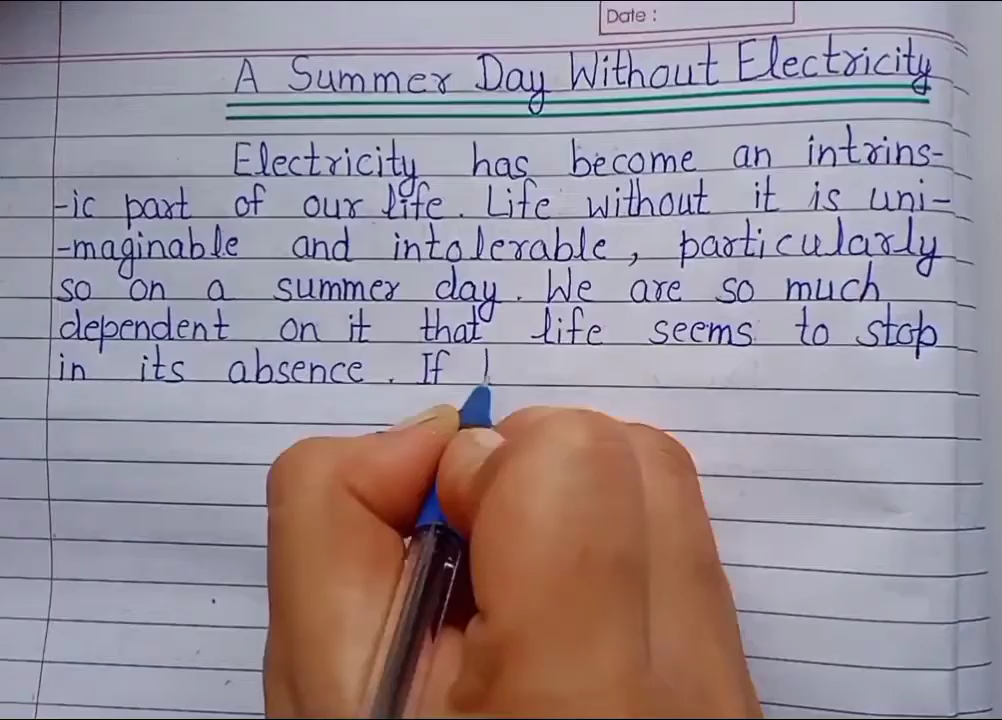 Date :
A Summer Day Without Electricity
Electricity has become an intrins-
-ic part of our life. Life without it is uni-
-maginable and intolerable, particularly
so on a summer day. We are so much
dependent on it that life seems to stop
in its absence. If